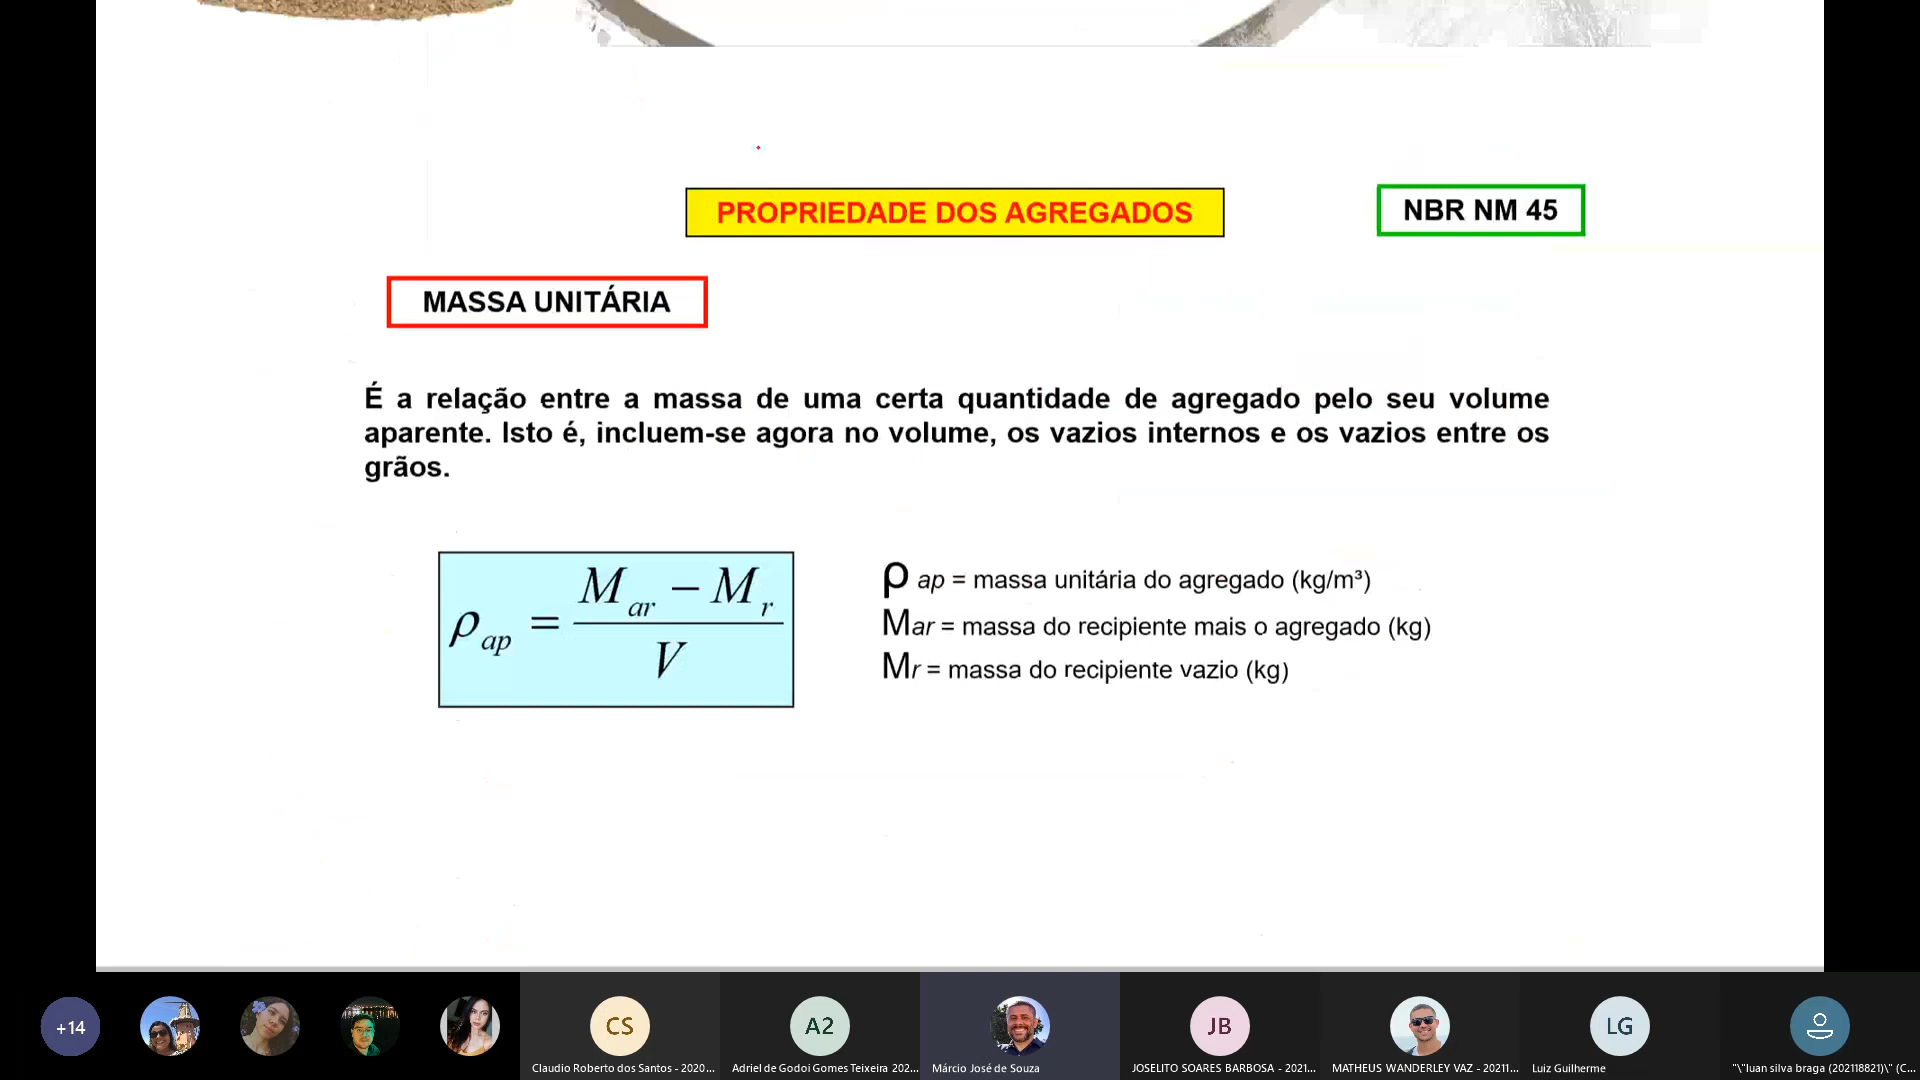 PROPRIEDADE DOS AGREGADOS
NBR NM 45
MASSA UNITÁRIA
É a relação entre a massa de uma certa quantidade de agregado pelo seu volume
aparente. Isto é, incluem-se agora no volume, os vazios internos e os vazios entre os
grãos.
ρ_ap = (M_ar − M_r) / V
ρ ap = massa unitária do agregado (kg/m³)
Mar = massa do recipiente mais o agregado (kg)
Mr = massa do recipiente vazio (kg)
+14
CS
A2
JB
LG
Claudio Roberto dos Santos - 2020...
Adriel de Godoi Gomes Teixeira 202...
Márcio José de Souza
JOSELITO SOARES BARBOSA - 2021...
MATHEUS WANDERLEY VAZ - 20211...
Luiz Guilherme
"\"luan silva braga (202118821)\" (C...